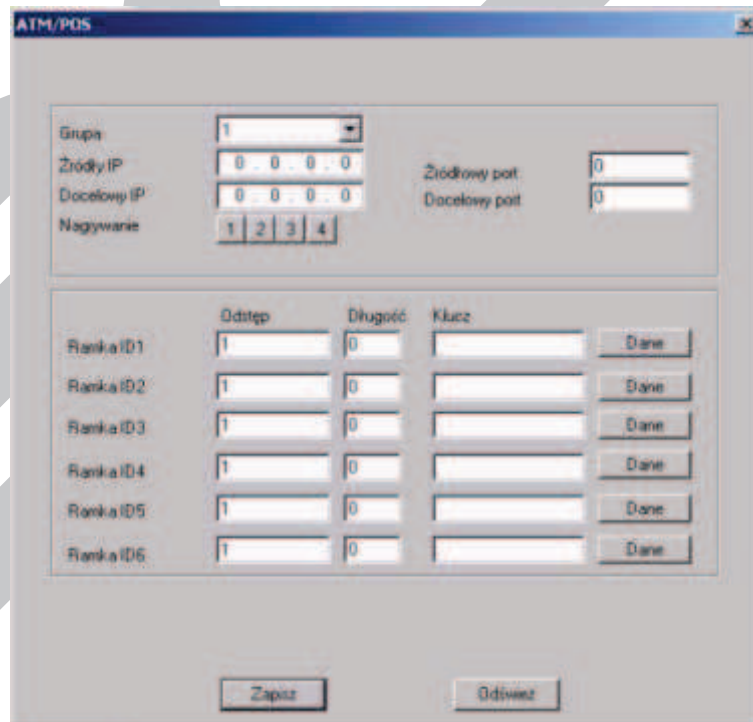 ATM/POS
Grupa 1
Źródły IP 0 . 0 . 0 . 0 Źródłowy port 0
Docelowy IP 0 . 0 . 0 . 0 Docelowy port 0
Nagrywanie 1 2 3 4
Odstęp Długość Klucz
Ramka ID1 1 0 Dane
Ramka ID2 1 0 Dane
Ramka ID3 1 0 Dane
Ramka ID4 1 0 Dane
Ramka ID5 1 0 Dane
Ramka ID6 1 0 Dane
Zapisz Odśwież